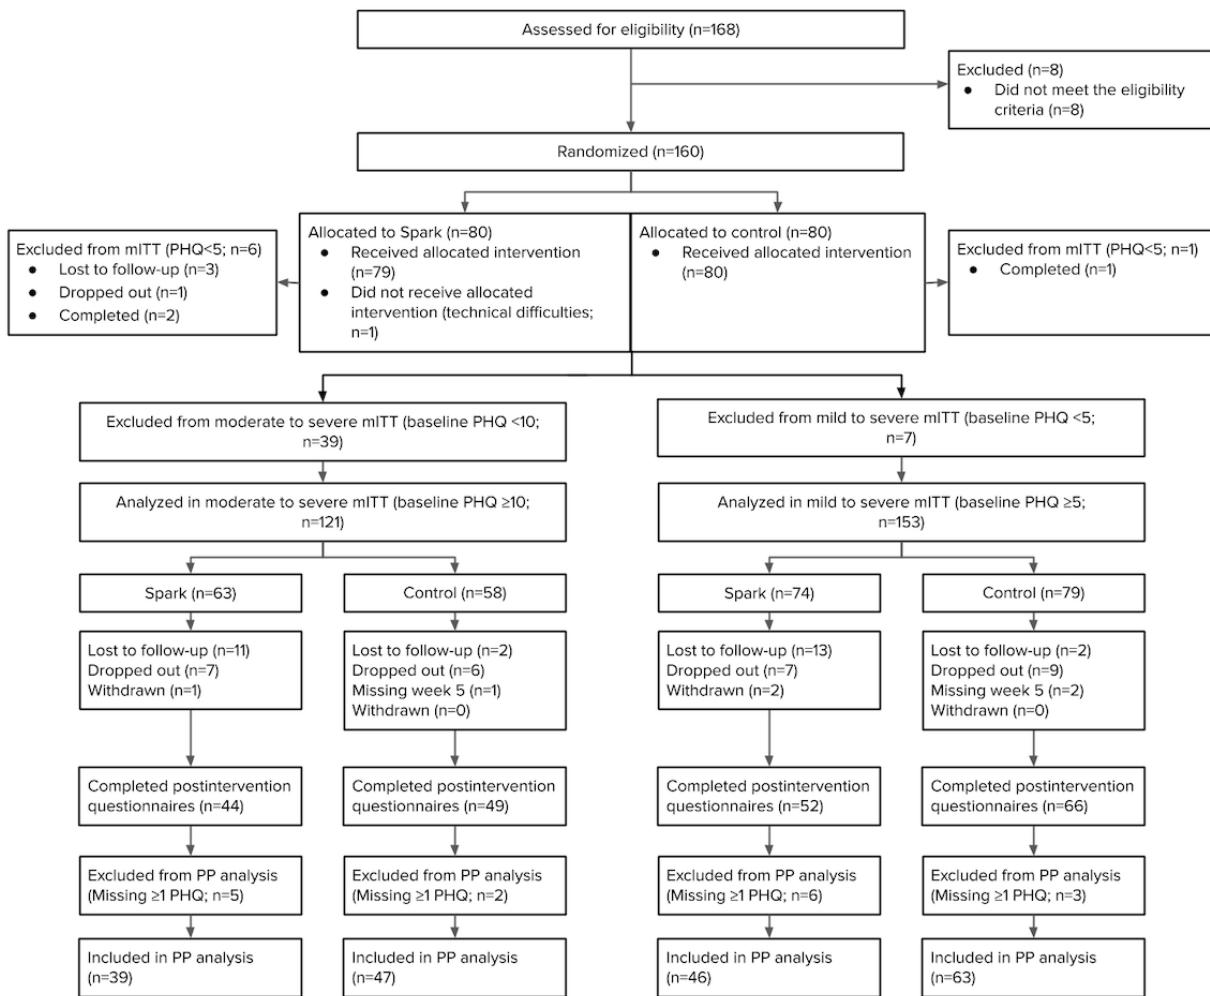 Assessed for eligibility (n=168)
Excluded (n=8)
● Did not meet the eligibility
criteria (n=8)
Randomized (n=160)
Excluded from mITT (PHQ<5; n=6)
● Lost to follow-up (n=3)
● Dropped out (n=1)
● Completed (n=2)
Allocated to Spark (n=80)
● Received allocated intervention
(n=79)
● Did not receive allocated
intervention (technical difficulties;
n=1)
Allocated to control (n=80)
● Received allocated intervention
(n=80)
Excluded from mITT (PHQ<5; n=1)
● Completed (n=1)
Excluded from moderate to severe mITT (baseline PHQ <10;
n=39)
Excluded from mild to severe mITT (baseline PHQ <5;
n=7)
Analyzed in moderate to severe mITT (baseline PHQ ≥10;
n=121)
Analyzed in mild to severe mITT (baseline PHQ ≥5;
n=153)
Spark (n=63)
Control (n=58)
Spark (n=74)
Control (n=79)
Lost to follow-up (n=11)
Dropped out (n=7)
Withdrawn (n=1)
Lost to follow-up (n=2)
Dropped out (n=6)
Missing week 5 (n=1)
Withdrawn (n=0)
Lost to follow-up (n=13)
Dropped out (n=7)
Withdrawn (n=2)
Lost to follow-up (n=2)
Dropped out (n=9)
Missing week 5 (n=2)
Withdrawn (n=0)
Completed postintervention
questionnaires (n=44)
Completed postintervention
questionnaires (n=49)
Completed postintervention
questionnaires (n=52)
Completed postintervention
questionnaires (n=66)
Excluded from PP analysis
(Missing ≥1 PHQ; n=5)
Excluded from PP analysis
(Missing ≥1 PHQ; n=2)
Excluded from PP analysis
(Missing ≥1 PHQ; n=6)
Excluded from PP analysis
(Missing ≥1 PHQ; n=3)
Included in PP analysis
(n=39)
Included in PP analysis
(n=47)
Included in PP analysis
(n=46)
Included in PP analysis
(n=63)